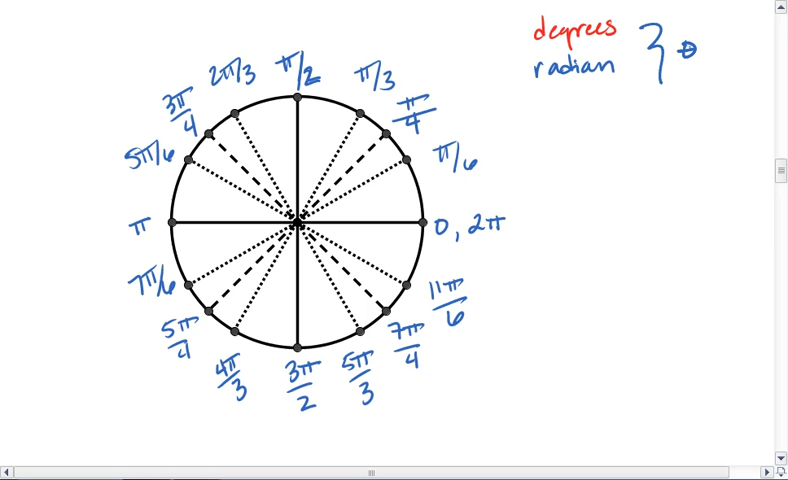 degrees
radian } θ
π/2
2π/3
π/3
3π/4
π/4
5π/6
π/6
π
0, 2π
7π/6
11π/6
5π/4
7π/4
4π/3
3π/2
5π/3